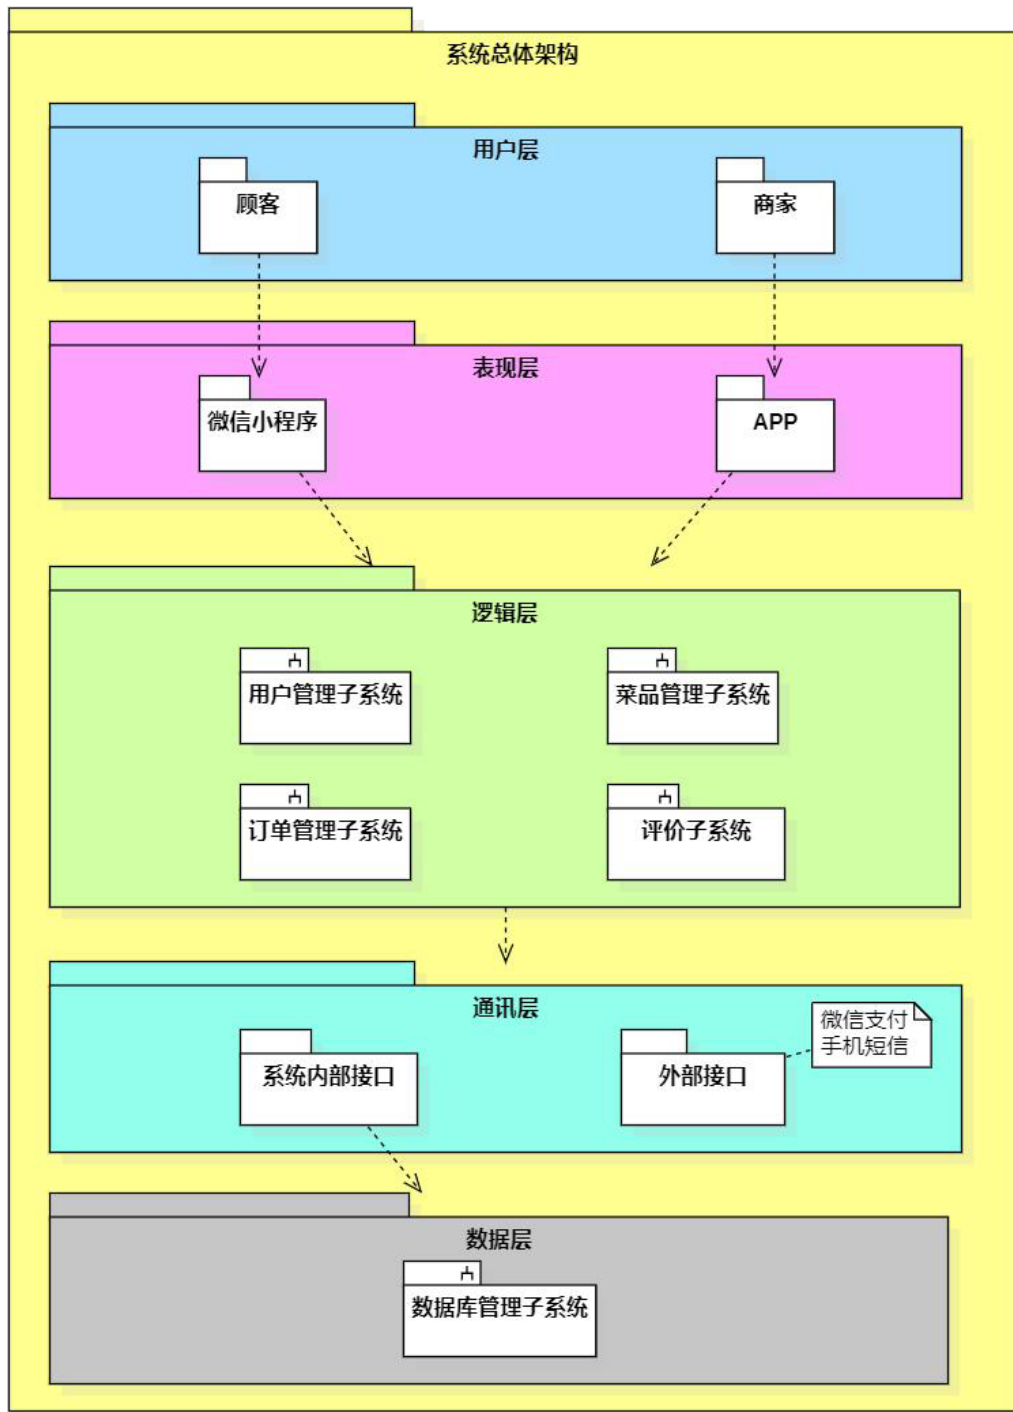 系统总体架构
用户层
顾客
商家
表现层
微信小程序
APP
逻辑层
用户管理子系统
菜品管理子系统
订单管理子系统
评价子系统
通讯层
微信支付
手机短信
系统内部接口
外部接口
数据层
数据库管理子系统